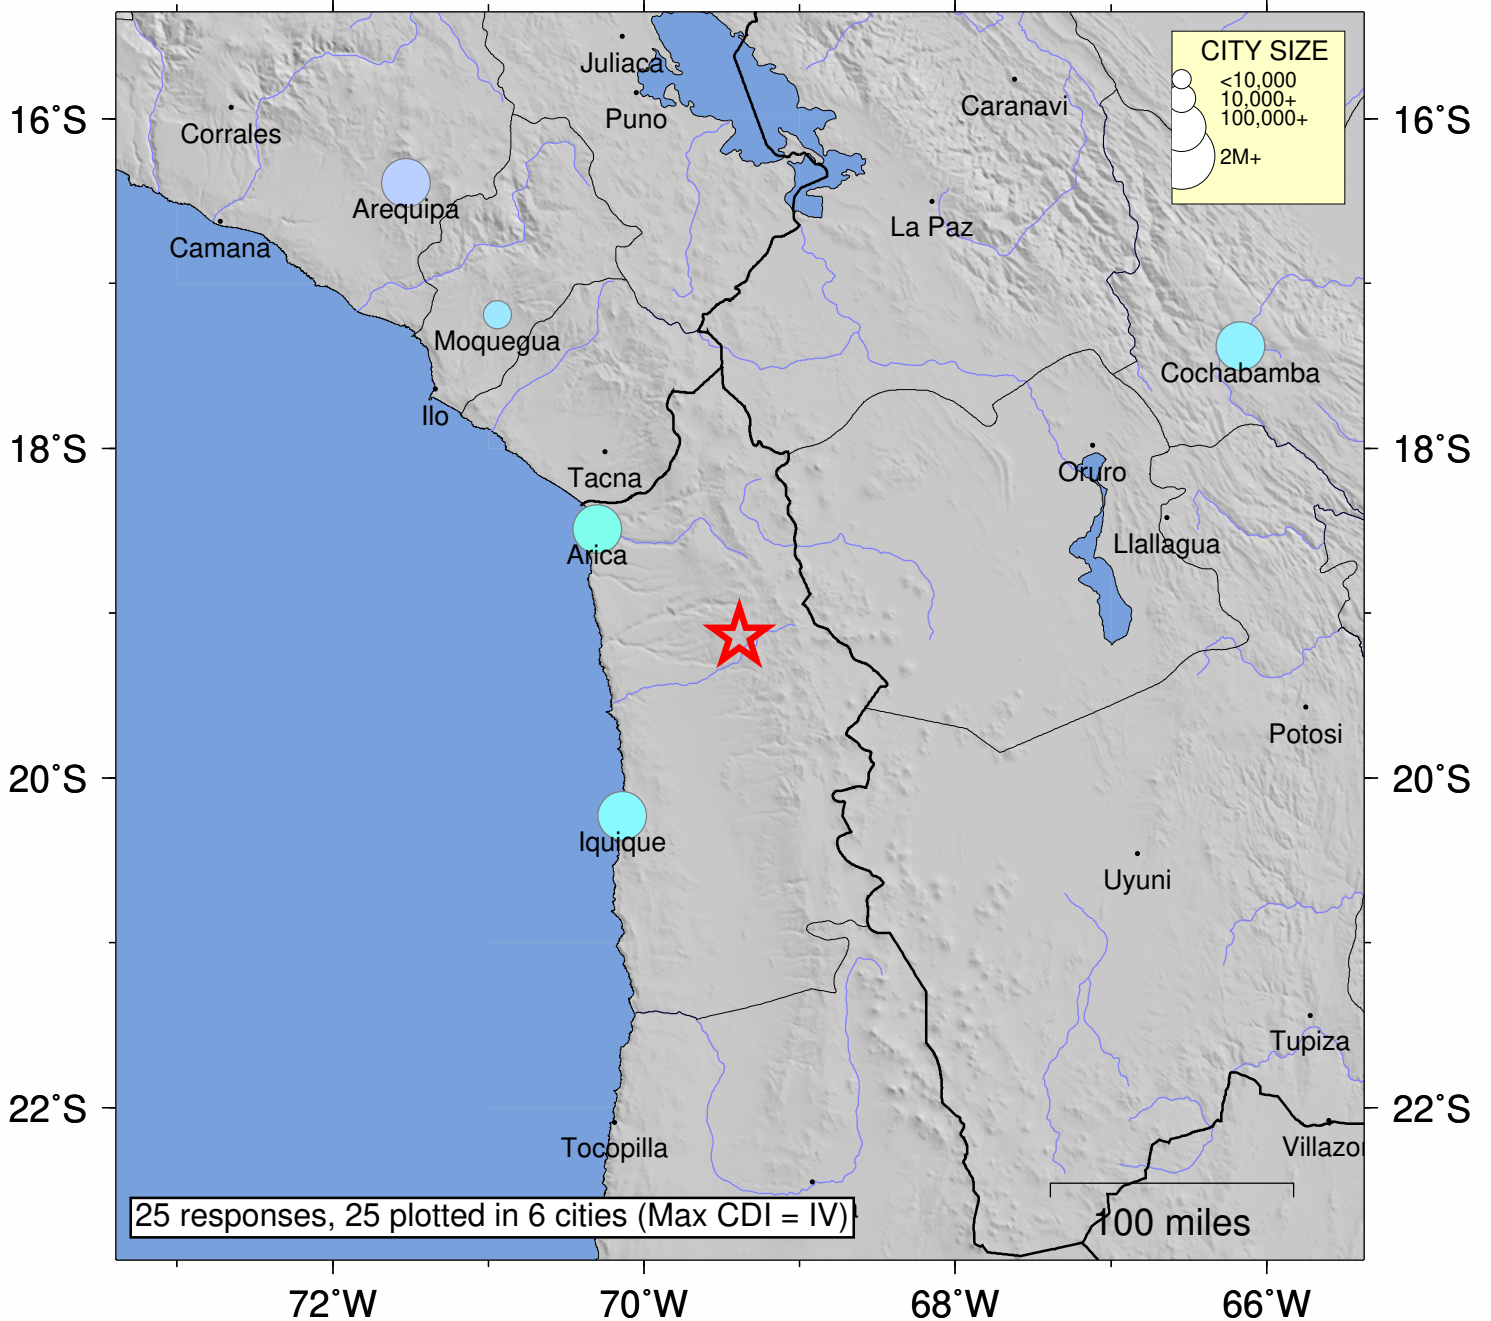 CITY SIZE
<10,000
10,000+
100,000+
2M+
Juliaca
Caranavi
Puno
Corrales
16°S
16°S
Arequipa
La Paz
Camana
Moquegua
Cochabamba
Ilo
18°S
18°S
Tacna
Oruro
Arica
Llallagua
Potosi
20°S
20°S
Iquique
Uyuni
Tupiza
22°S
22°S
Tocopilla
Villazon
25 responses, 25 plotted in 6 cities (Max CDI = IV)
100 miles
72°W
70°W
68°W
66°W